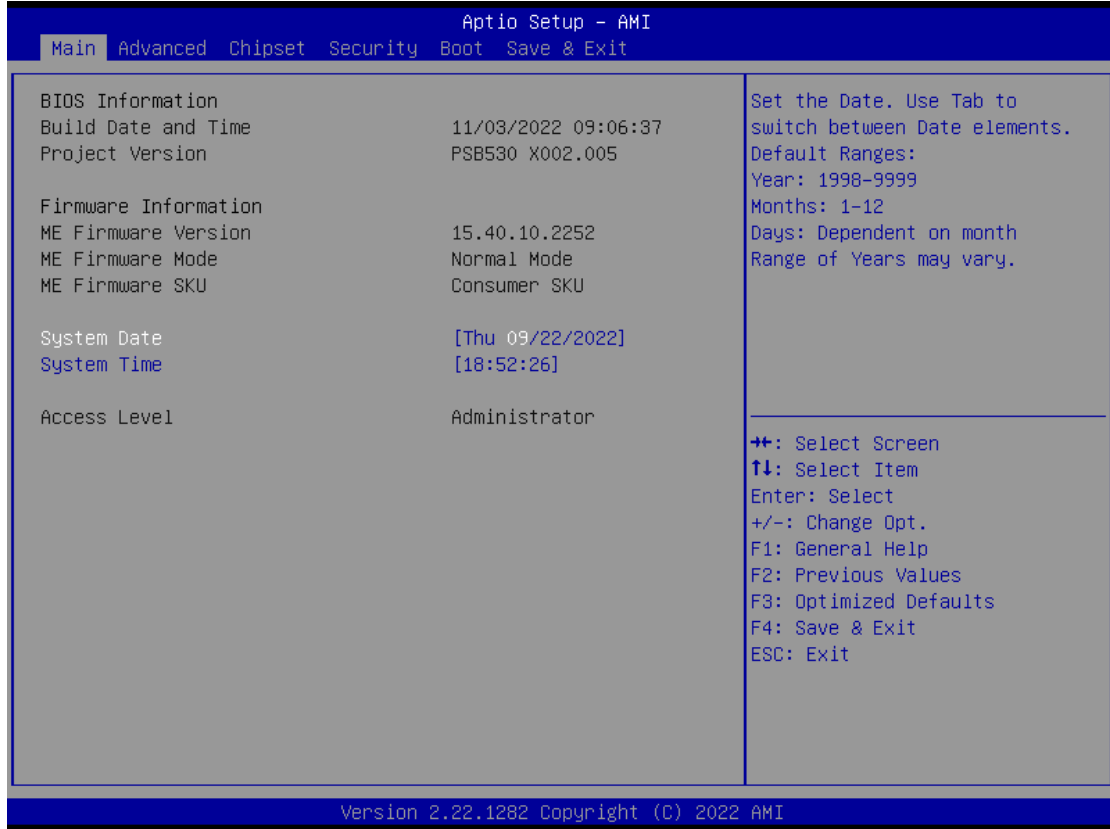 Aptio Setup – AMI
Main Advanced Chipset Security Boot Save & Exit
BIOS Information
Build Date and Time 11/03/2022 09:06:37
Project Version PSB530 X002.005
Firmware Information
ME Firmware Version 15.40.10.2252
ME Firmware Mode Normal Mode
ME Firmware SKU Consumer SKU
System Date [Thu 09/22/2022]
System Time [18:52:26]
Access Level Administrator
Set the Date. Use Tab to
switch between Date elements.
Default Ranges:
Year: 1998–9999
Months: 1–12
Days: Dependent on month
Range of Years may vary.
→←: Select Screen
↑↓: Select Item
Enter: Select
+/-: Change Opt.
F1: General Help
F2: Previous Values
F3: Optimized Defaults
F4: Save & Exit
ESC: Exit
Version 2.22.1282 Copyright (C) 2022 AMI